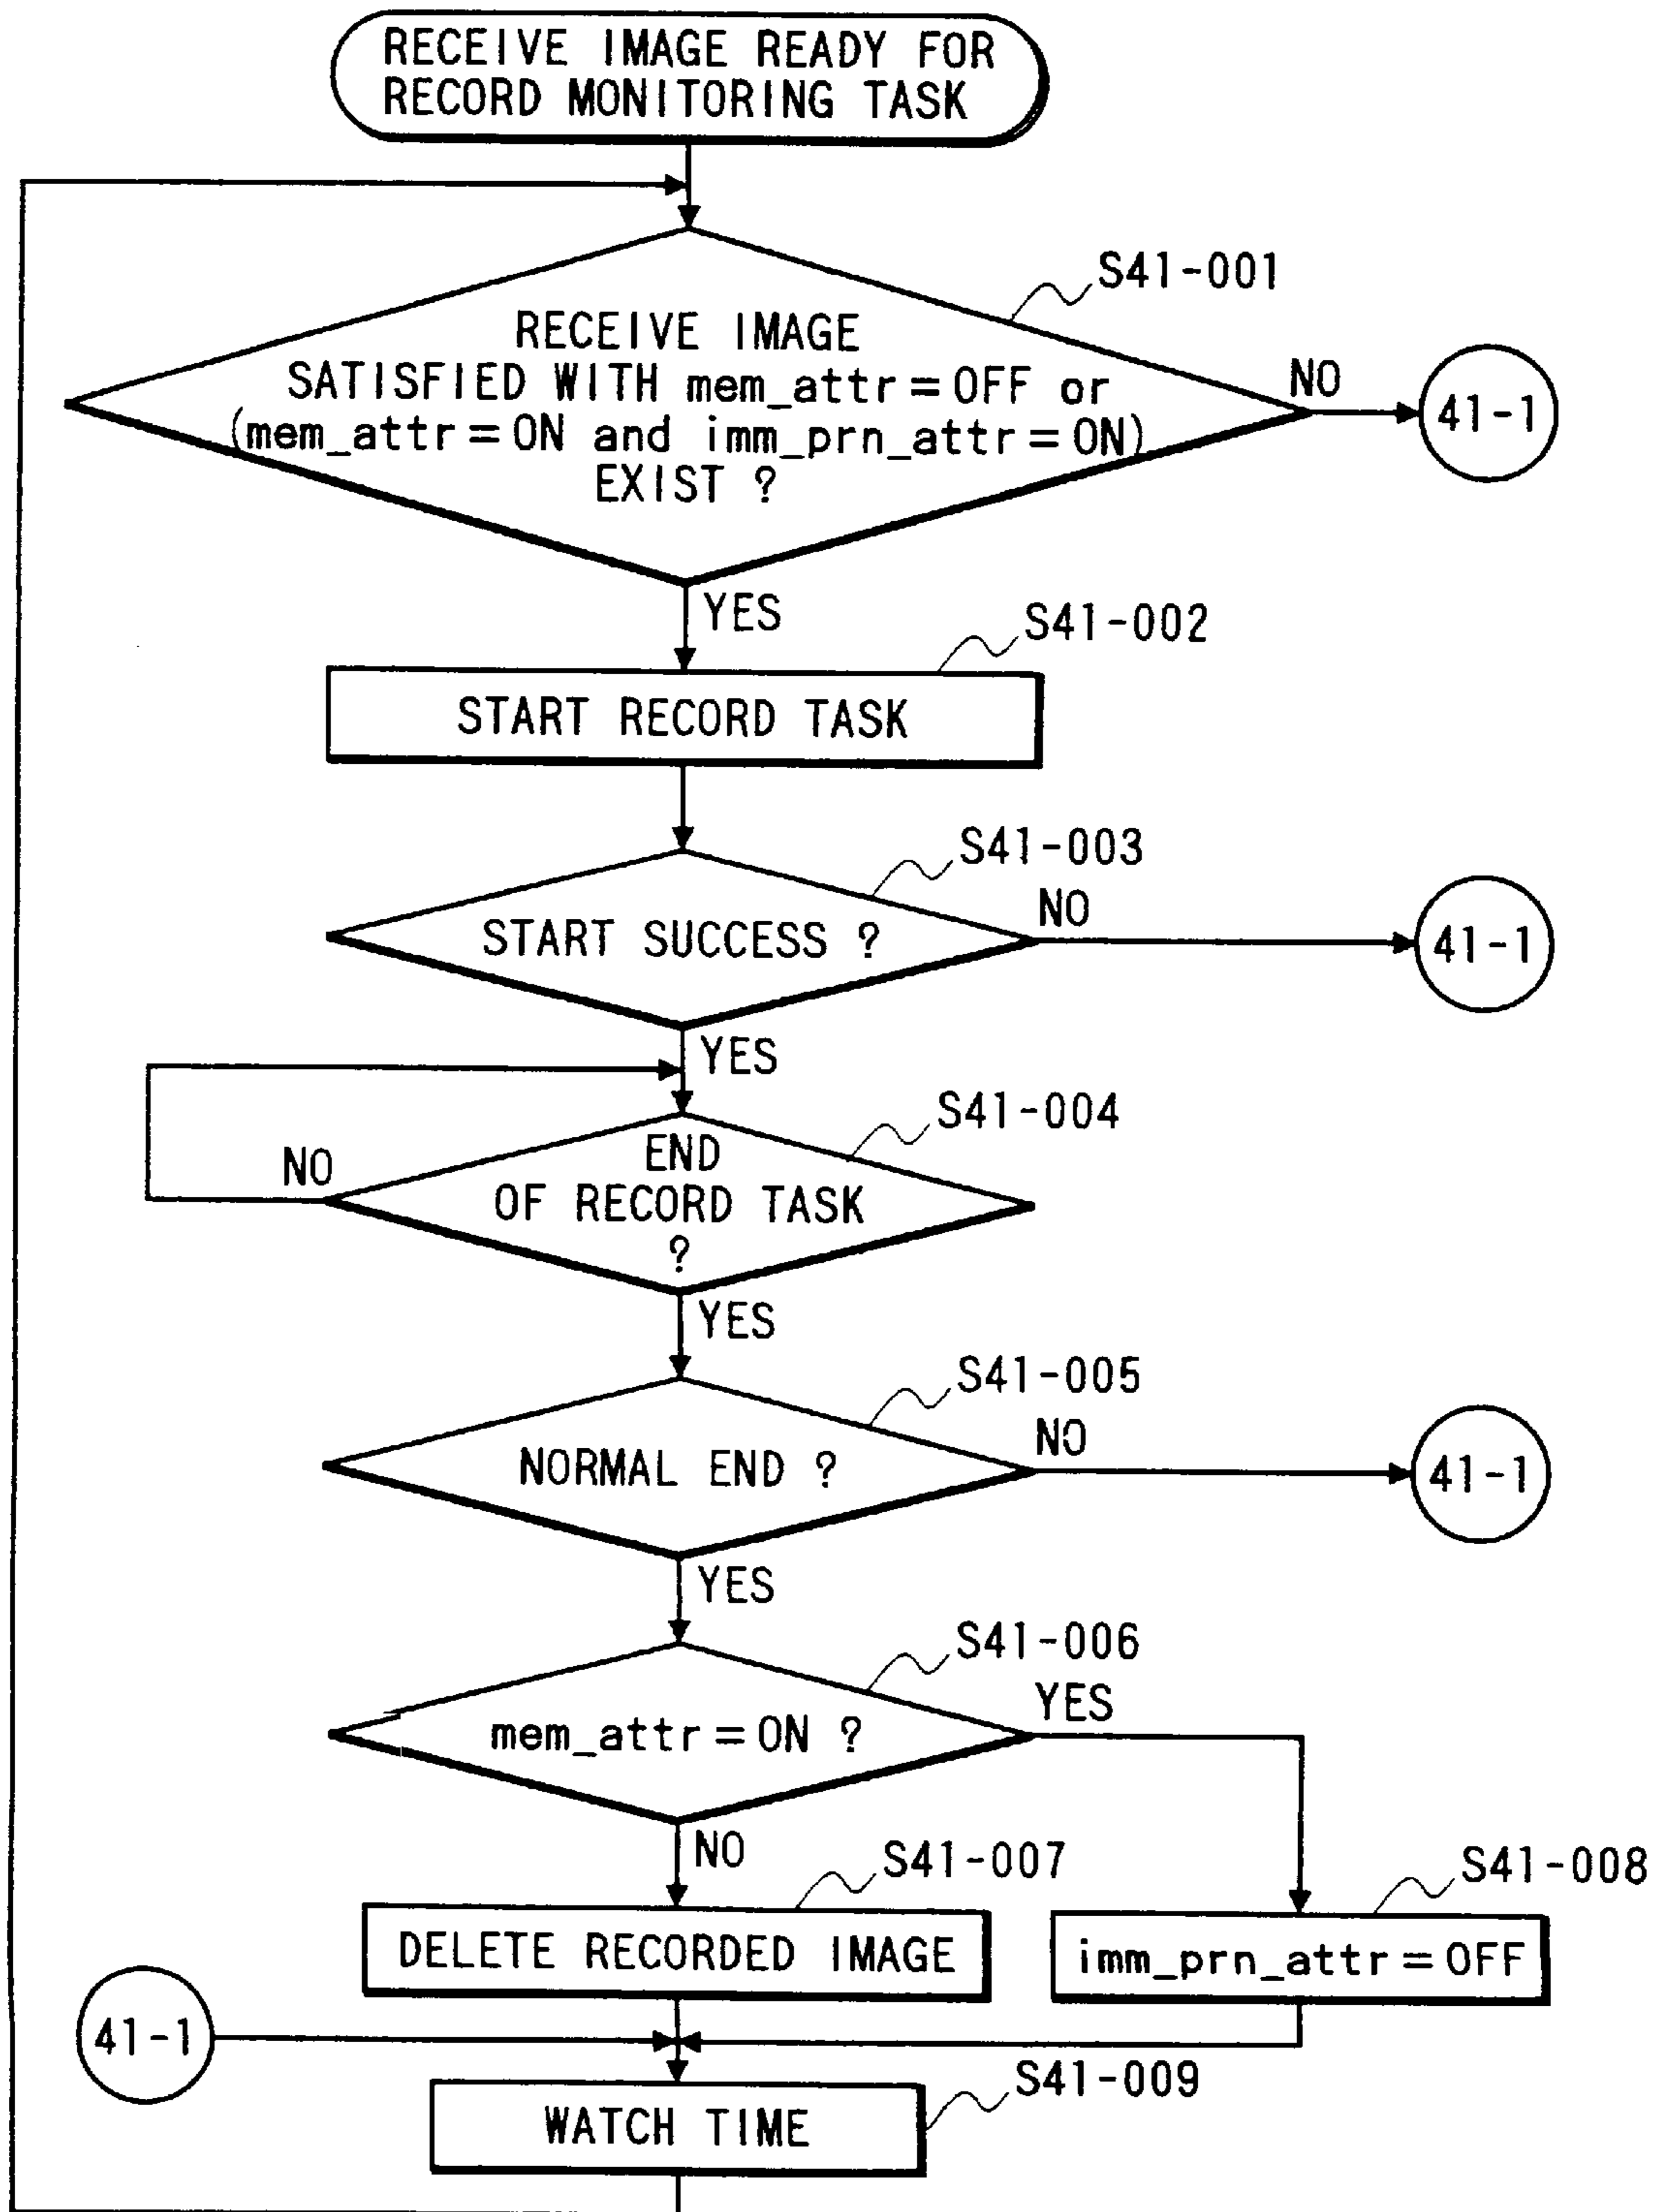 RECEIVE IMAGE READY FOR
RECORD MONITORING TASK
S41-001
RECEIVE IMAGE
SATISFIED WITH mem_attr=OFF or
(mem_attr=ON and imm_prn_attr=ON)
EXIST ?
NO
41-1
YES
S41-002
START RECORD TASK
S41-003
START SUCCESS ?
NO
41-1
YES
S41-004
END
OF RECORD TASK
?
NO
YES
S41-005
NORMAL END ?
NO
41-1
YES
S41-006
mem_attr=ON ?
YES
NO
S41-007
S41-008
DELETE RECORDED IMAGE
imm_prn_attr=OFF
41-1
S41-009
WATCH TIME